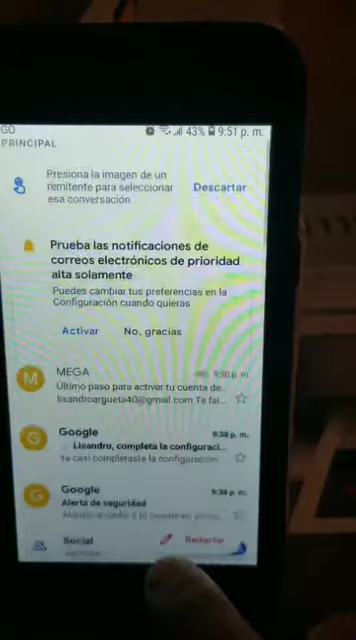 GO 43% 9:51 p. m.
PRINCIPAL
Presiona la imagen de un
remitente para seleccionar
esa conversación
Descartar
Prueba las notificaciones de
correos electrónicos de prioridad
alta solamente
Puedes cambiar tus preferencias en la
Configuración cuando quieras
Activar No, gracias
M MEGA 9:50 p. m.
Último paso para activar tu cuenta de...
lisandroargueta40@gmail.com Te fal...
G Google 9:38 p. m.
Lisandro, completa la configuraci...
Ya casi completaste la configuración.
G Google 9:38 p. m.
Alerta de seguridad
Social
Redactar